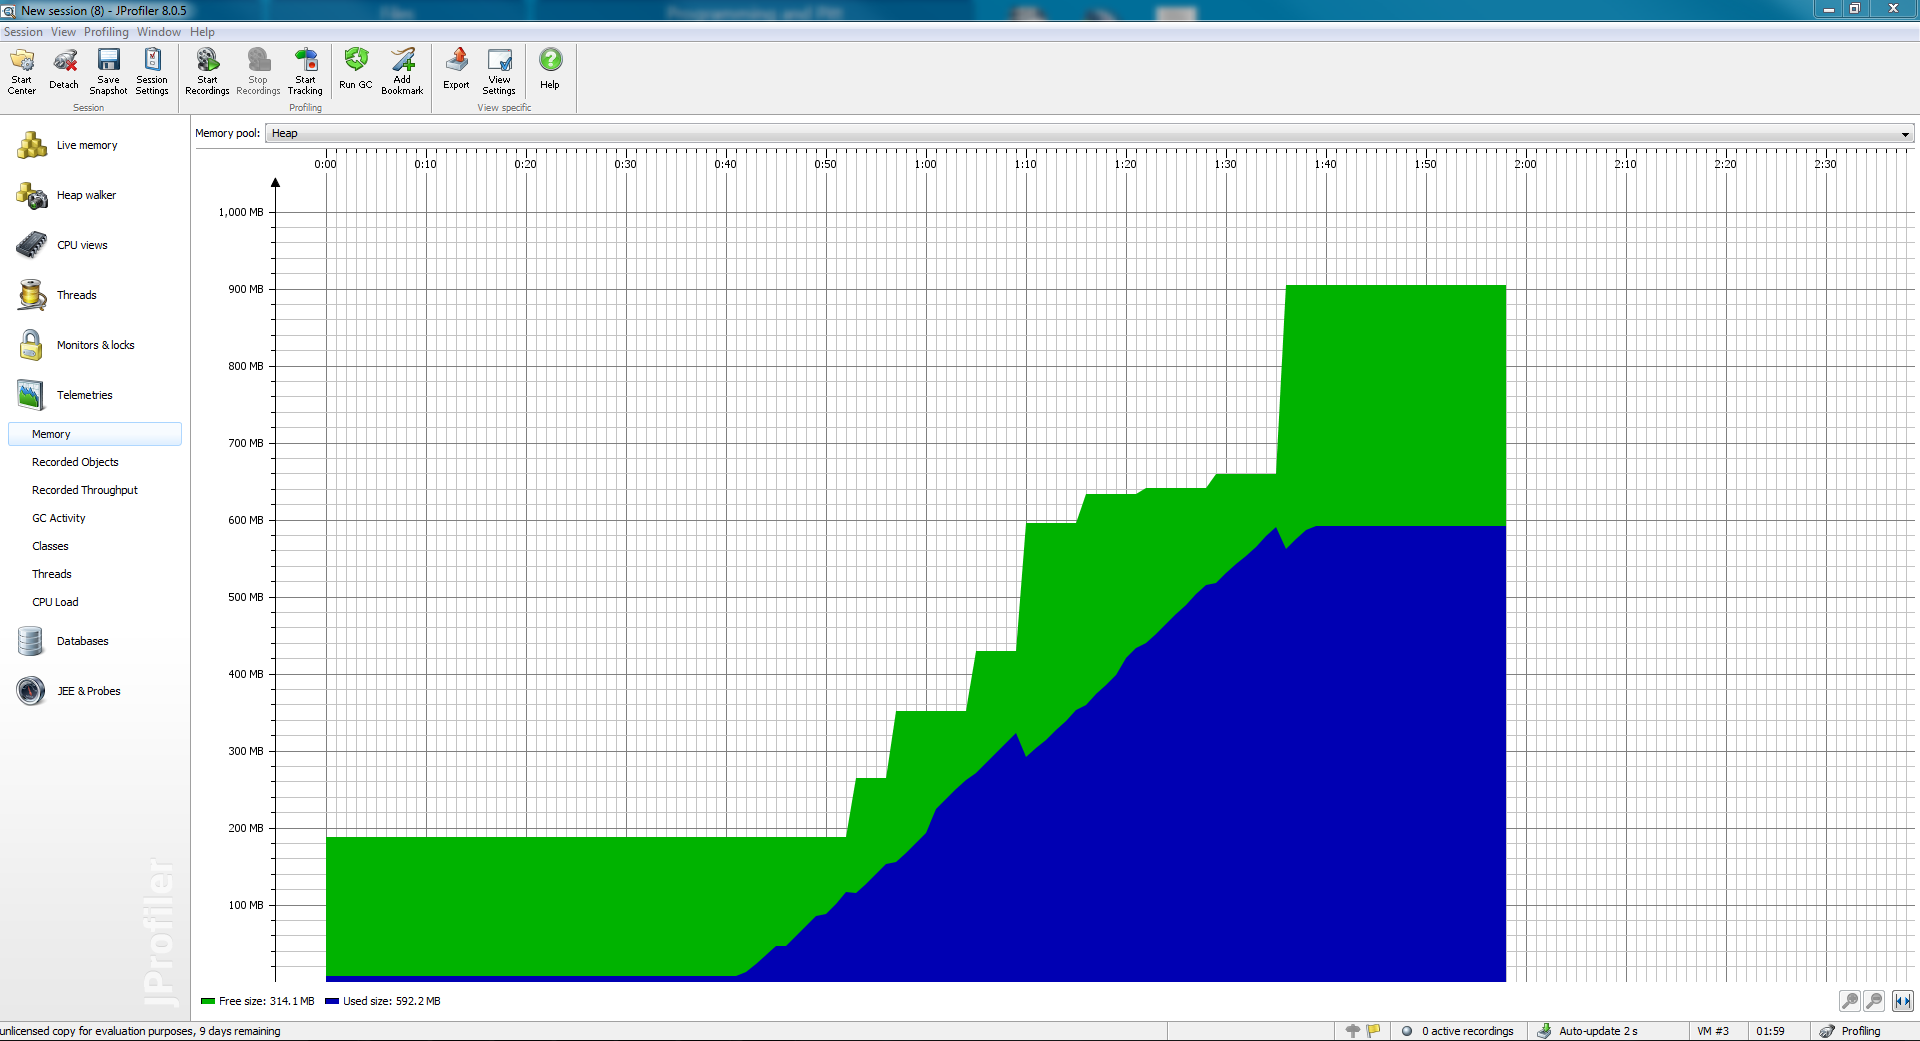 New session (8) - JProfiler 8.0.5
Session View Profiling Window Help
Start Center
Detach
Save Snapshot
Session Settings
Start Recordings
Stop Recordings
Start Tracking
Run GC
Add Bookmark
Export
View Settings
Help
Session
Profiling
View specific
Live memory
Heap walker
CPU views
Threads
Monitors & locks
Telemetries
Memory
Recorded Objects
Recorded Throughput
GC Activity
Classes
Threads
CPU Load
Databases
JEE & Probes
JProfiler
Memory pool: Heap
0:00 0:10 0:20 0:30 0:40 0:50 1:00 1:10 1:20 1:30 1:40 1:50 2:00 2:10 2:20 2:30
1,000 MB
900 MB
800 MB
700 MB
600 MB
500 MB
400 MB
300 MB
200 MB
100 MB
Free size: 314.1 MB Used size: 592.2 MB
unlicensed copy for evaluation purposes, 9 days remaining
0 active recordings
Auto-update 2 s
VM #3
01:59
Profiling